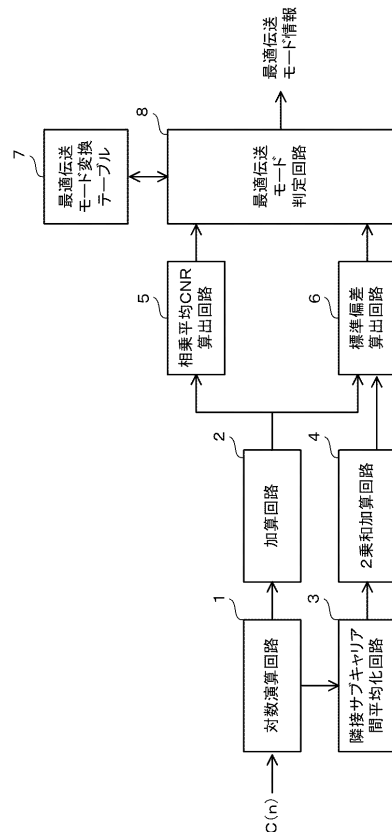 C(n)
1
対数演算回路
2
加算回路
3
隣接サブキャリア
間平均化回路
4
2乗和加算回路
5
相乗平均CNR
算出回路
6
標準偏差
算出回路
7
最適伝送
モード変換
テーブル
8
最適伝送
モード
判定回路
最適伝送
モード情報